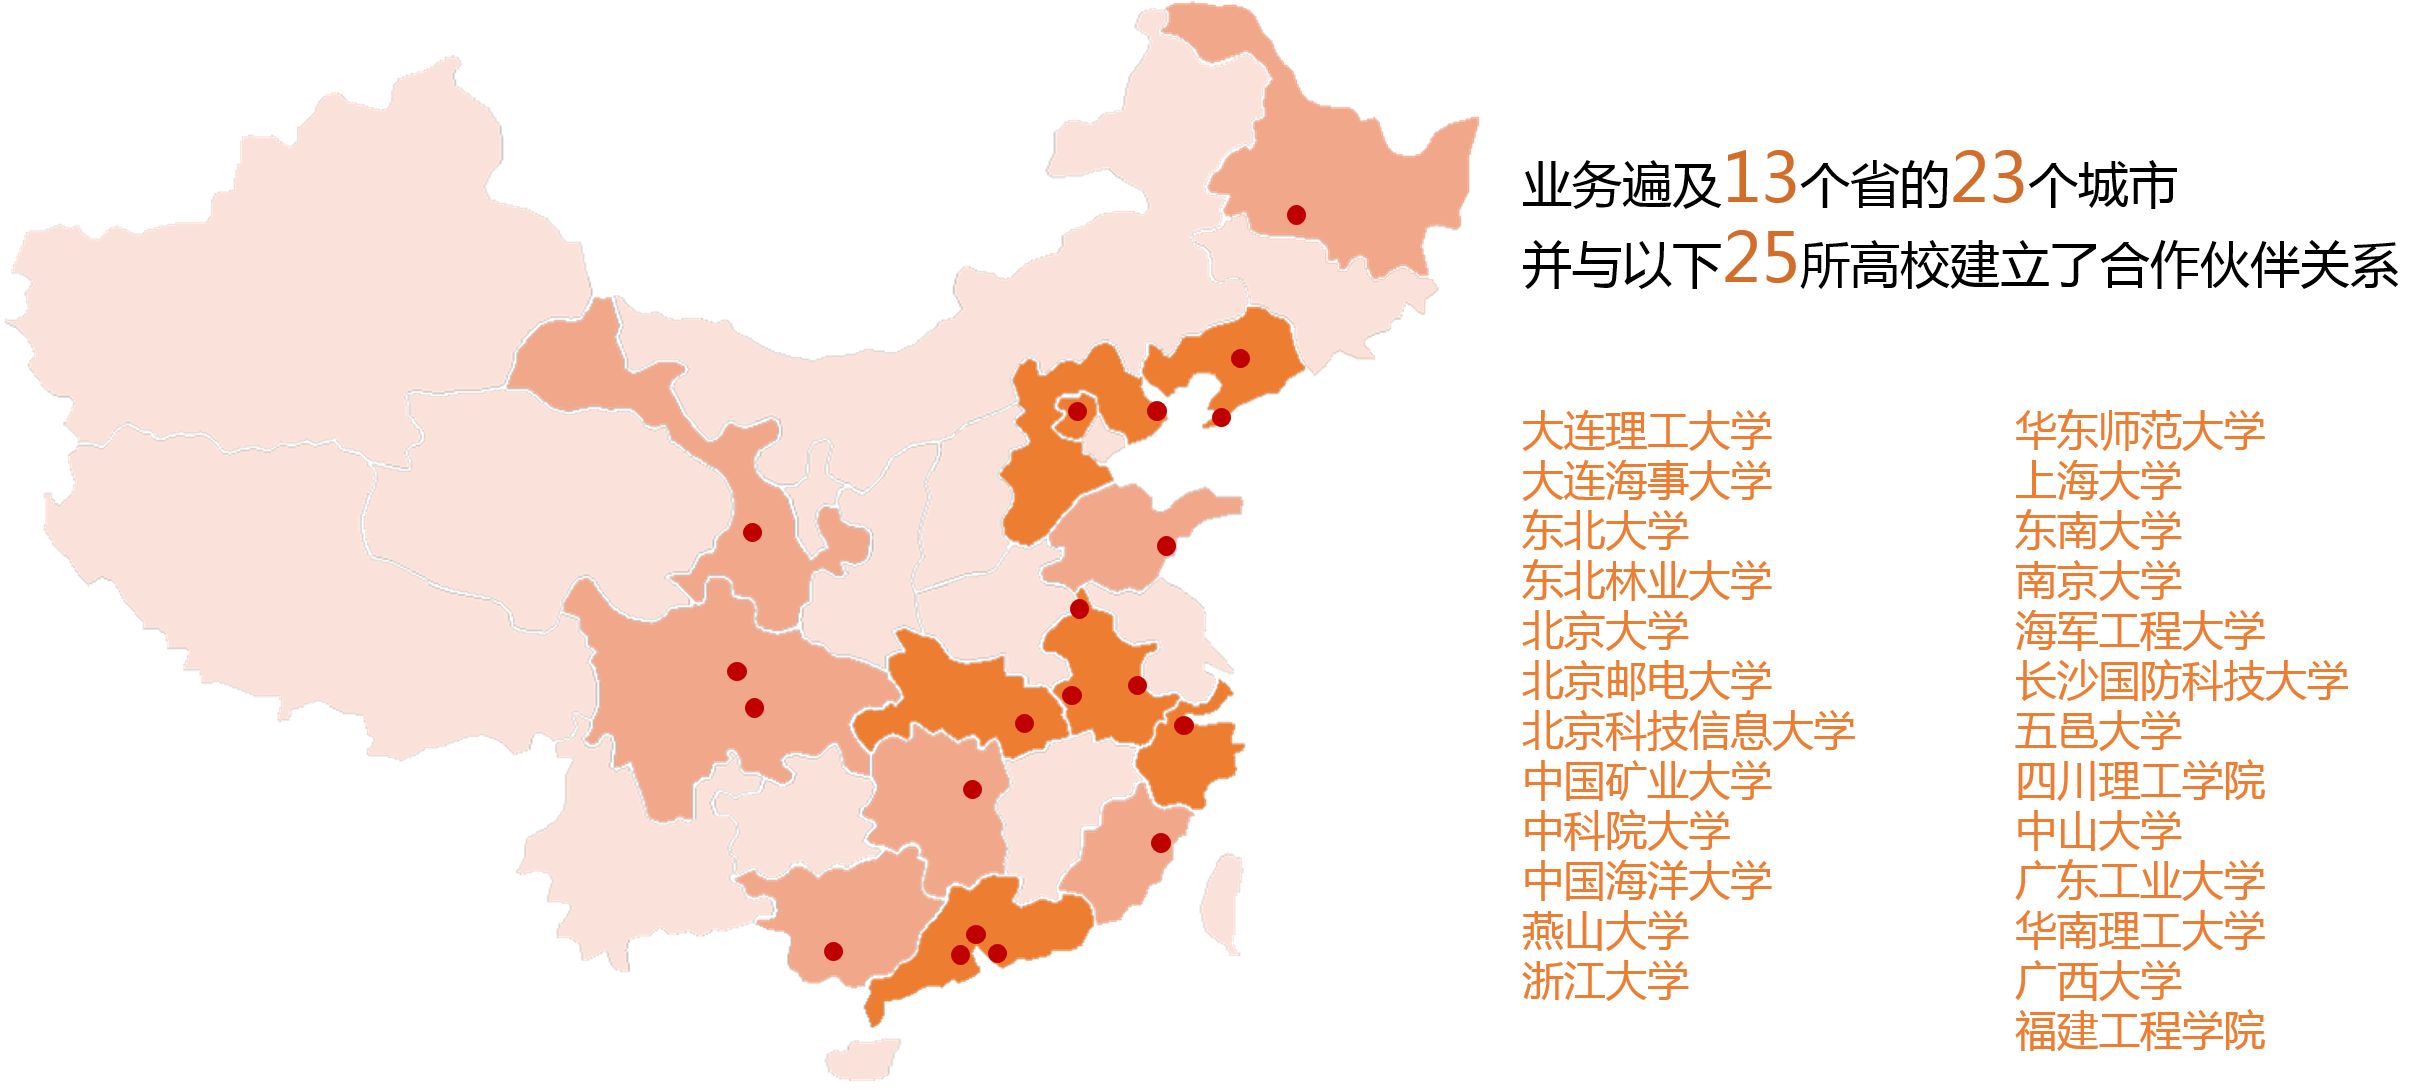 业务遍及13个省的23个城市
并与以下25所高校建立了合作伙伴关系
大连理工大学
大连海事大学
东北大学
东北林业大学
北京大学
北京邮电大学
北京科技信息大学
中国矿业大学
中科院大学
中国海洋大学
燕山大学
浙江大学
华东师范大学
上海大学
东南大学
南京大学
海军工程大学
长沙国防科技大学
五邑大学
四川理工学院
中山大学
广东工业大学
华南理工大学
广西大学
福建工程学院